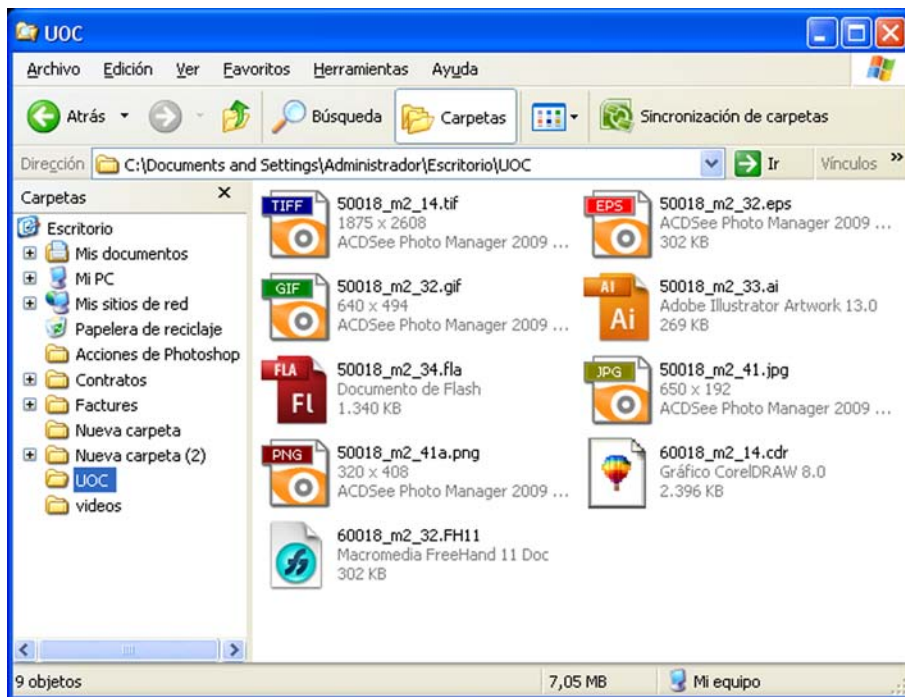 UOC
Archivo Edición Ver Favoritos Herramientas Ayuda
Atrás Búsqueda Carpetas Sincronización de carpetas
Dirección C:\Documents and Settings\Administrador\Escritorio\UOC Ir Vínculos »
Carpetas
Escritorio
Mis documentos
Mi PC
Mis sitios de red
Papelera de reciclaje
Acciones de Photoshop
Contratos
Factures
Nueva carpeta
Nueva carpeta (2)
UOC
videos
TIFF
50018_m2_14.tif
1875 x 2608
ACDSee Photo Manager 2009 ...
EPS
50018_m2_32.eps
ACDSee Photo Manager 2009 ...
302 KB
GIF
50018_m2_32.gif
640 x 494
ACDSee Photo Manager 2009 ...
AI
Ai
50018_m2_33.ai
Adobe Illustrator Artwork 13.0
269 KB
FLA
Fl
50018_m2_34.fla
Documento de Flash
1.340 KB
JPG
50018_m2_41.jpg
650 x 192
ACDSee Photo Manager 2009 ...
PNG
50018_m2_41a.png
320 x 408
ACDSee Photo Manager 2009 ...
60018_m2_14.cdr
Gráfico CorelDRAW 8.0
2.396 KB
60018_m2_32.FH11
Macromedia FreeHand 11 Doc
302 KB
9 objetos 7,05 MB Mi equipo